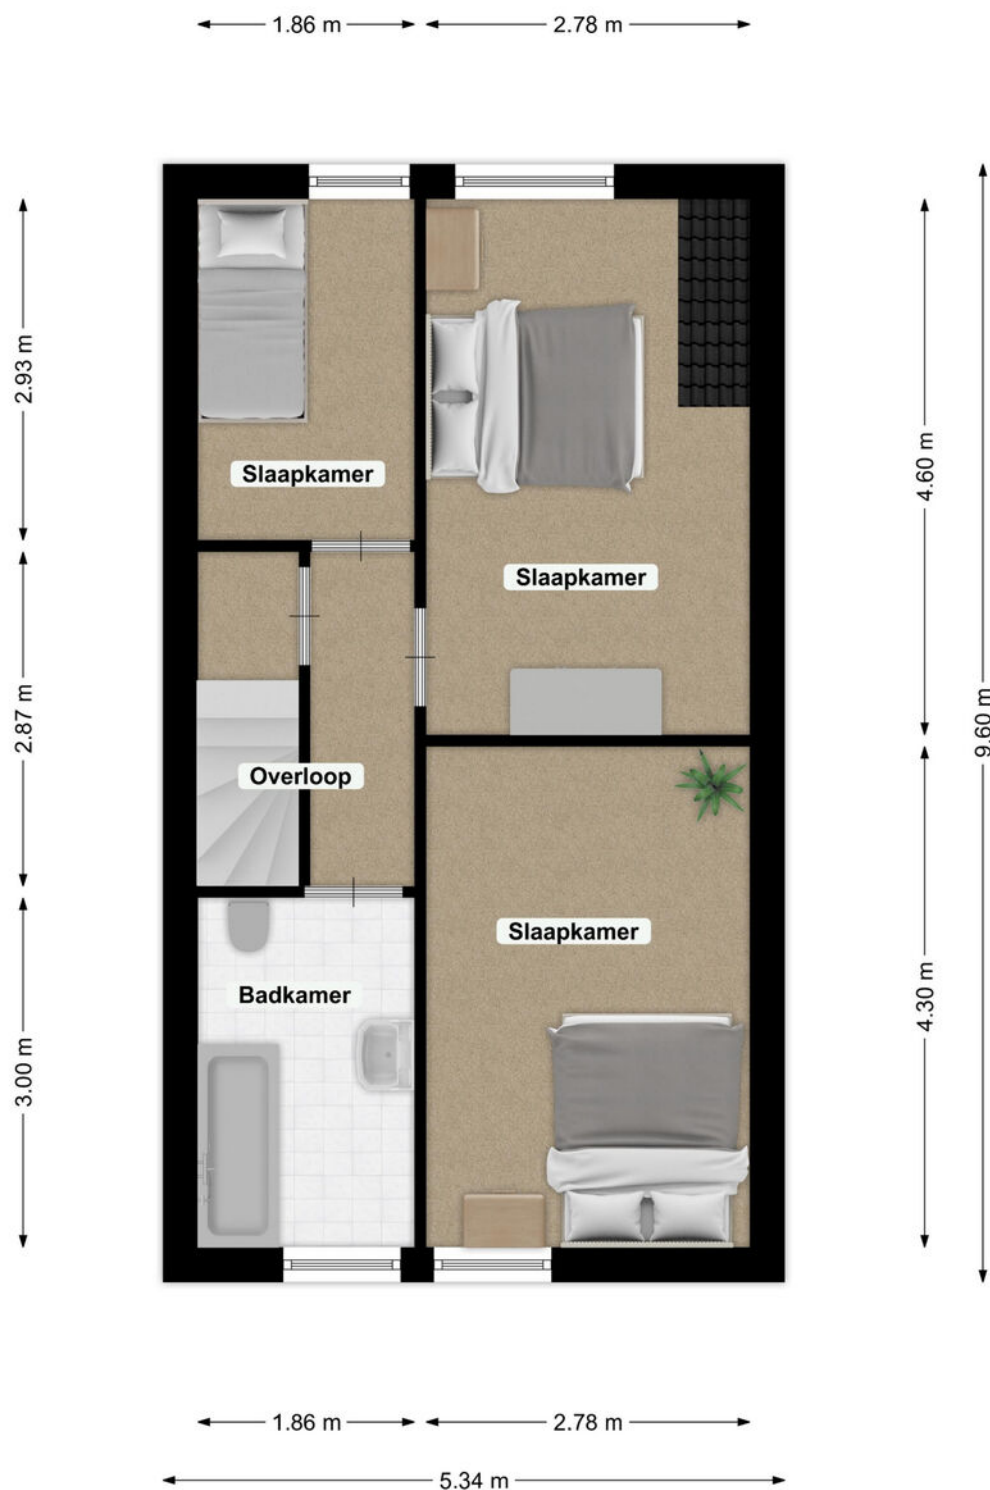 1.86 m
2.78 m
2.93 m
4.60 m
Slaapkamer
Slaapkamer
2.87 m
9.60 m
Overloop
Slaapkamer
4.30 m
Badkamer
3.00 m
1.86 m
2.78 m
5.34 m